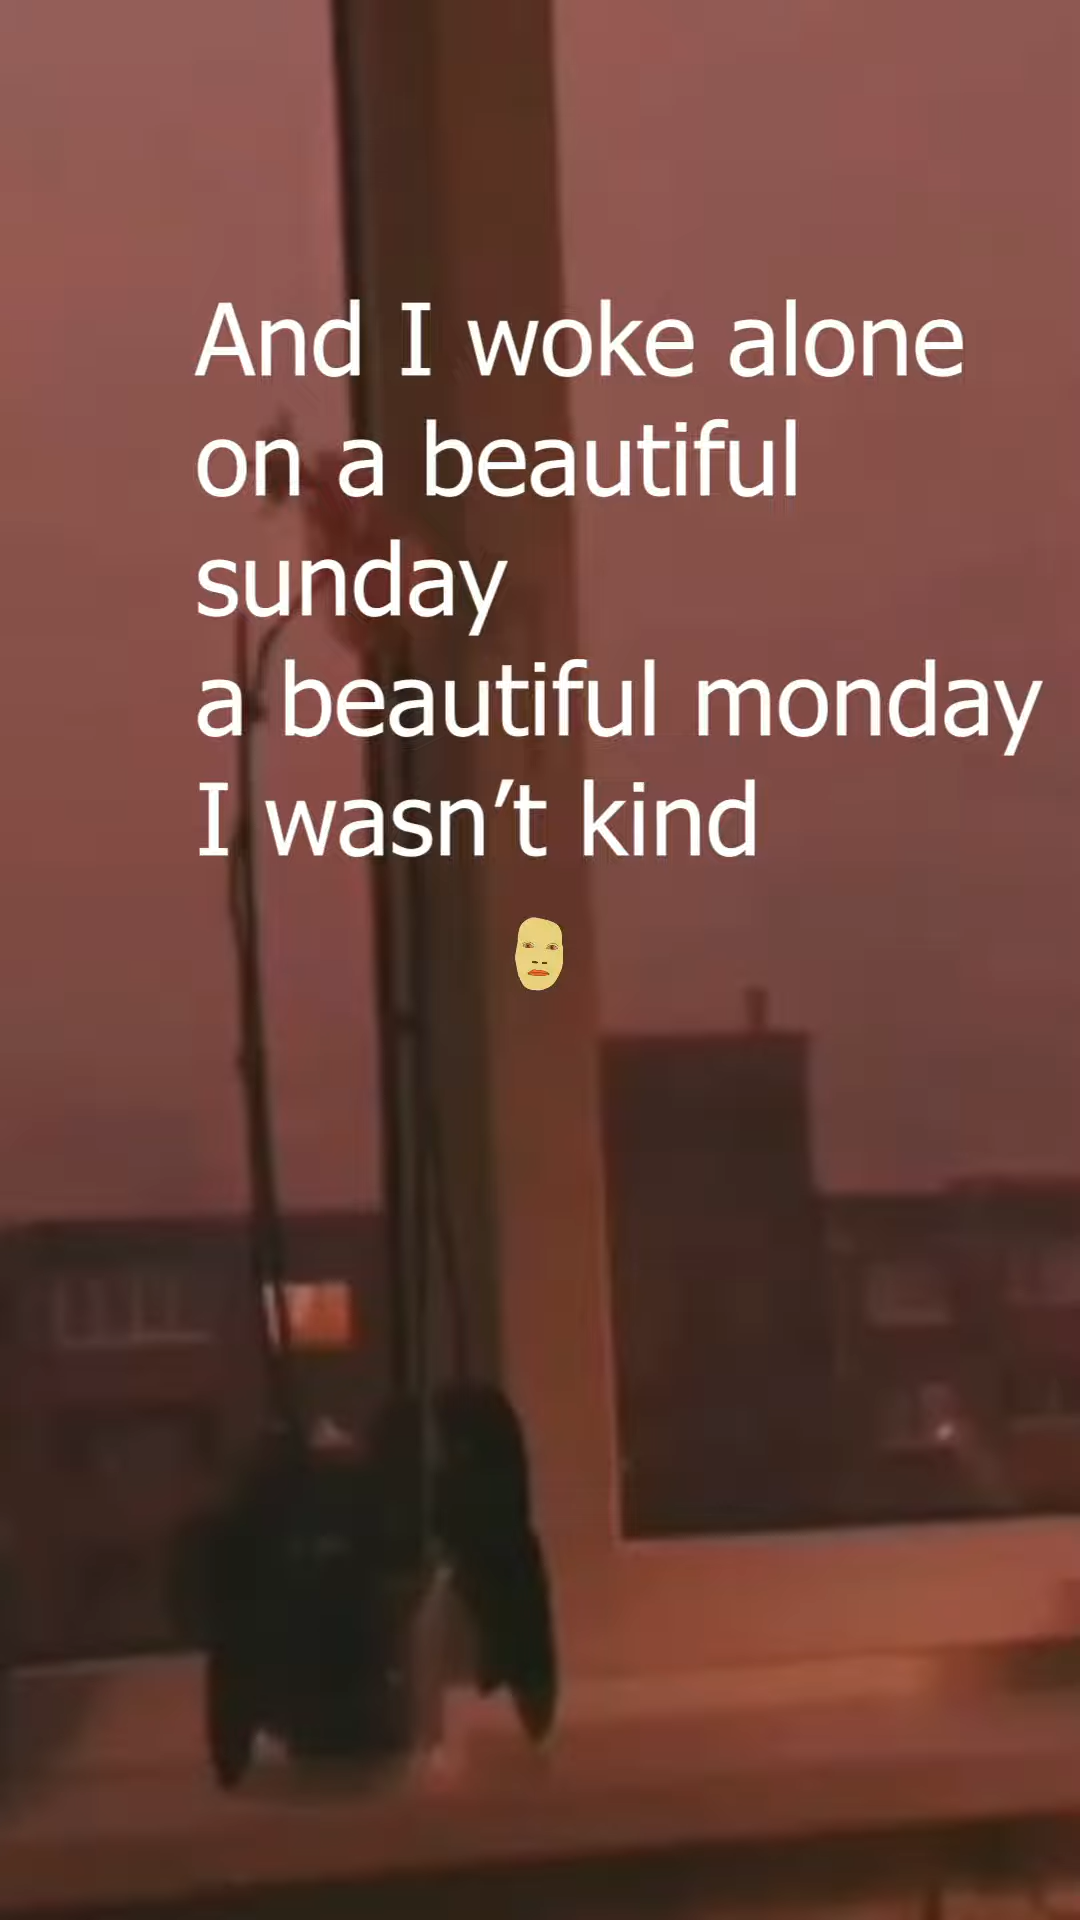 And I woke alone
on a beautiful
sunday
a beautiful monday
I wasn’t kind